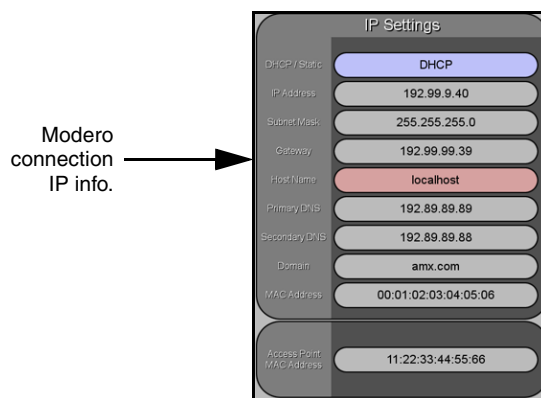 IP Settings
DHCP / Static DHCP
IP Address 192.99.9.40
Subnet Mask 255.255.255.0
Gateway 192.99.99.39
Host Name localhost
Primary DNS 192.89.89.89
Secondary DNS 192.89.89.88
Domain amx.com
MAC Address 00:01:02:03:04:05:06
Access Point
MAC Address 11:22:33:44:55:66
Modero
connection
IP info.